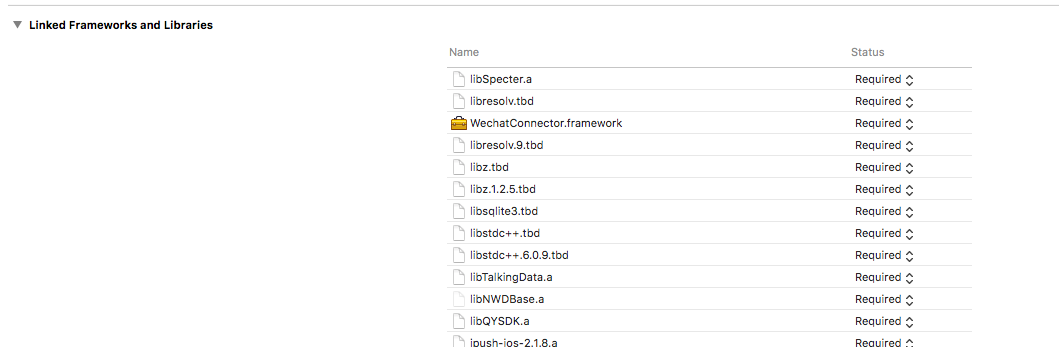 Linked Frameworks and Libraries
Name Status
libSpecter.a Required
libresolv.tbd Required
WechatConnector.framework Required
libresolv.9.tbd Required
libz.tbd Required
libz.1.2.5.tbd Required
libsqlite3.tbd Required
libstdc++.tbd Required
libstdc++.6.0.9.tbd Required
libTalkingData.a Required
libNWDBase.a Required
libQYSDK.a Required
jpush-ios-2.1.8.a Required